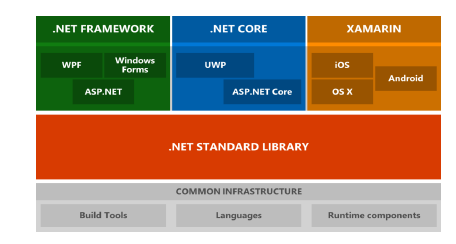 .NET FRAMEWORK
.NET CORE
XAMARIN
WPF
Windows
Forms
ASP.NET
UWP
ASP.NET Core
iOS
Android
OS X
.NET STANDARD LIBRARY
COMMON INFRASTRUCTURE
Build Tools
Languages
Runtime components